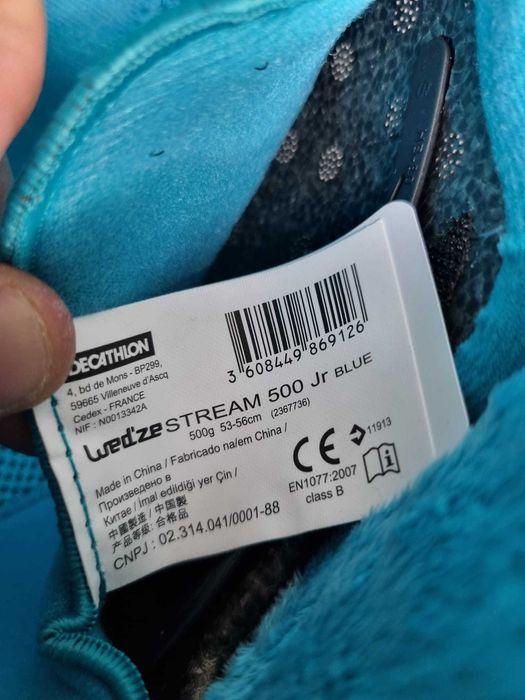 DECATHLON
4, bd de Mons - BP299,
59665 Villeneuve d'Ascq
Cedex - FRANCE
NIF : N0013342A
3 608449 869126
wed'ze STREAM 500 Jr BLUE
500g 53-56cm (2367736)
Made in China / Fabricado na/em China /
Произведено в
Китае / Imal edildiği yer Çin /
中國製造 / 中国製
产品等级: 合格品
CNPJ : 02.314.041/0001-88
CE
11913
EN1077:2007
class B